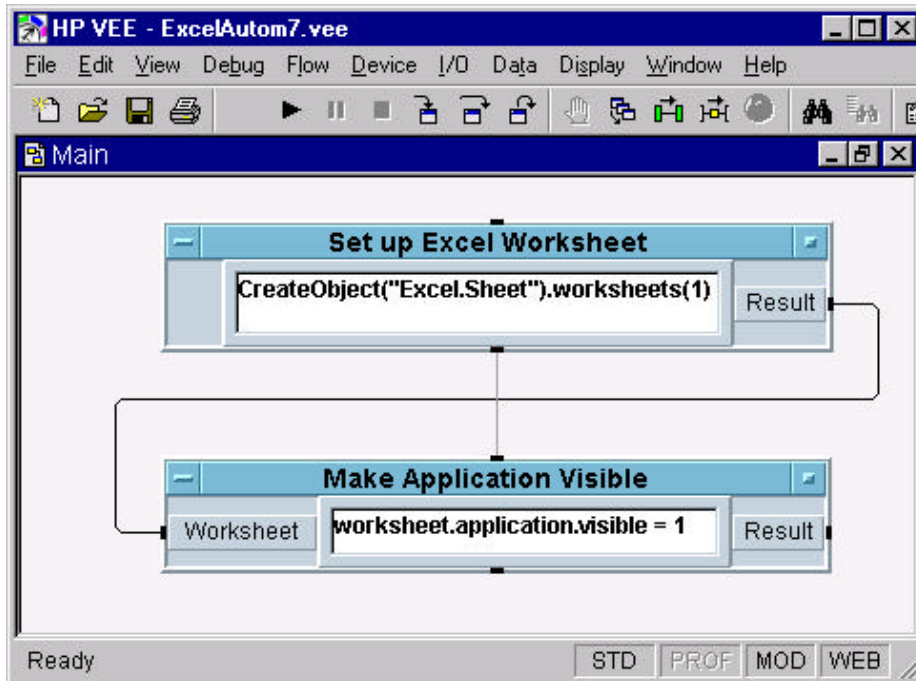 HP VEE - ExcelAutom7.vee
File Edit View Debug Flow Device I/O Data Display Window Help
Main
Set up Excel Worksheet
CreateObject("Excel.Sheet").worksheets(1)
Result
Make Application Visible
Worksheet
worksheet.application.visible = 1
Result
Ready STD PROF MOD WEB